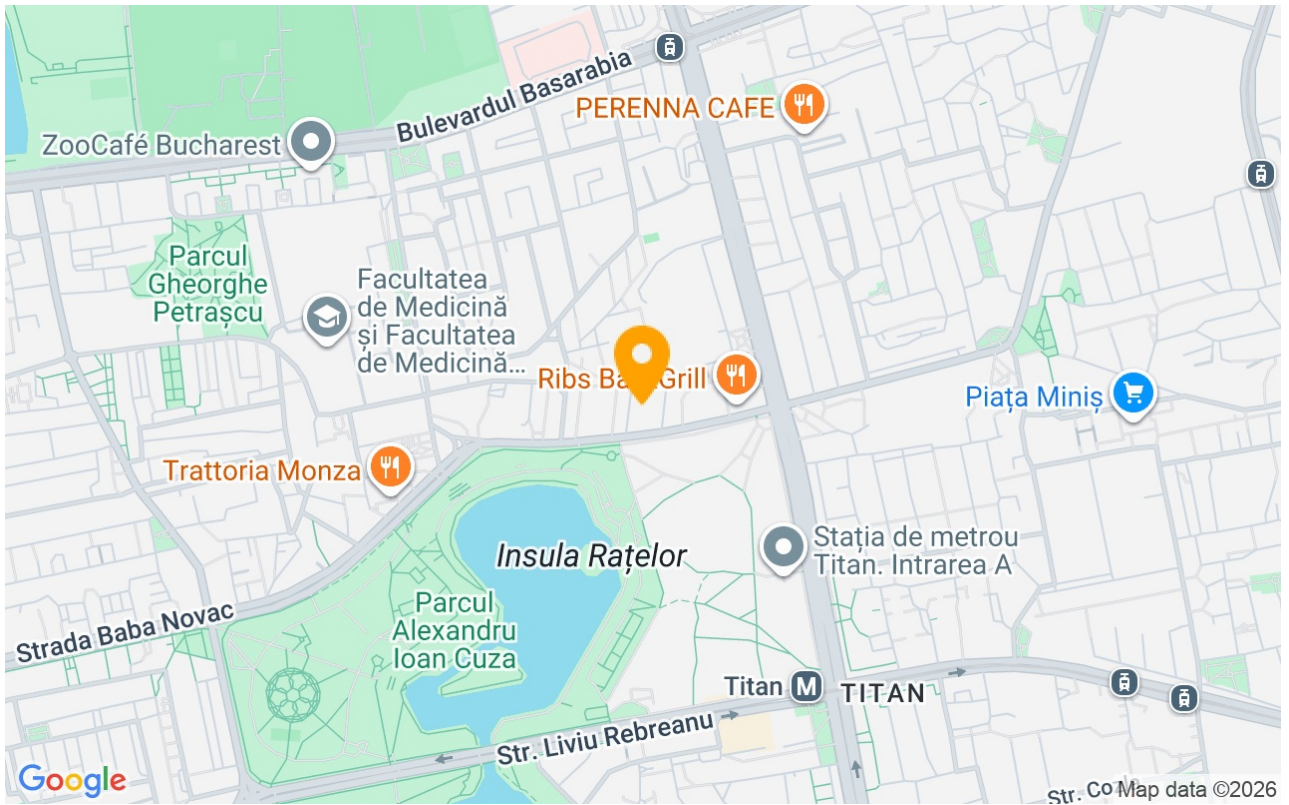 Bulevardul Basarabia
PERENNA CAFE
ZooCafé Bucharest
Parcul
Gheorghe
Petrașcu
Facultatea
de Medicină
și Facultatea
de Medicină...
Ribs
Grill
Piața Miniș
Trattoria Monza
Insula Rațelor
Stația de metrou
Titan. Intrarea A
Parcul
Alexandru
Ioan Cuza
Strada Baba Novac
Titan M
TITAN
Str. Liviu Rebreanu
Google
Str.
Map data ©2026